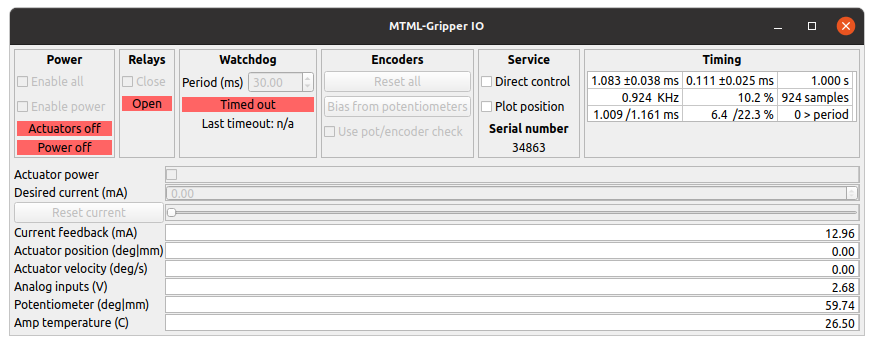 MTML-Gripper IO
Power
Enable all
Enable power
Actuators off
Power off
Relays
Close
Open
Watchdog
Period (ms) 30.00
Timed out
Last timeout: n/a
Encoders
Reset all
Bias from potentiometers
Use pot/encoder check
Service
Direct control
Plot position
Serial number
34863
Timing
1.083 ±0.038 ms 0.111 ±0.025 ms 1.000 s
0.924 KHz 10.2 % 924 samples
1.009 /1.161 ms 6.4 /22.3 % 0 > period
Actuator power
Desired current (mA) 0.00
Reset current
Current feedback (mA) 12.96
Actuator position (deg|mm) 0.00
Actuator velocity (deg/s) 0.00
Analog inputs (V) 2.68
Potentiometer (deg|mm) 59.74
Amp temperature (C) 26.50